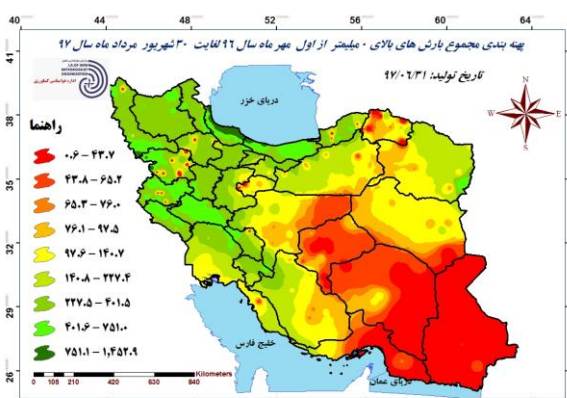 40 44 48 52 56 60 64
پهنه بندی مجموع بارش های بالای ۰ میلیمتر از اول مهر ماه سال ۹۶ لغایت ۳۰ شهریور مرداد ماه سال ۹۷
تاریخ تولید: ۹۷/۰۶/۳۱
دریای خزر
N
W E
S
راهنما
۰.۶ – ۴۳.۷
۴۳.۸ – ۶۵.۲
۶۵.۳ – ۷۶.۰
۷۶.۱ – ۹۷.۵
۹۷.۶ – ۱۴۰.۷
۱۴۰.۸ – ۲۲۷.۴
۲۲۷.۵ – ۴۰۱.۵
۴۰۱.۶ – ۷۵۱.۰
۷۵۱.۱ – ۱,۴۵۲.۹
خلیج فارس
دریای عمان
Kilometers
0 105 210 420 630 840
41
38
35
32
29
26